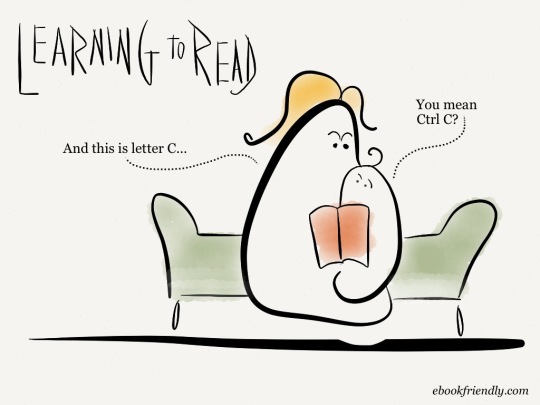 LEARNING TO READ
And this is letter C...
You mean
Ctrl C?
ebookfriendly.com